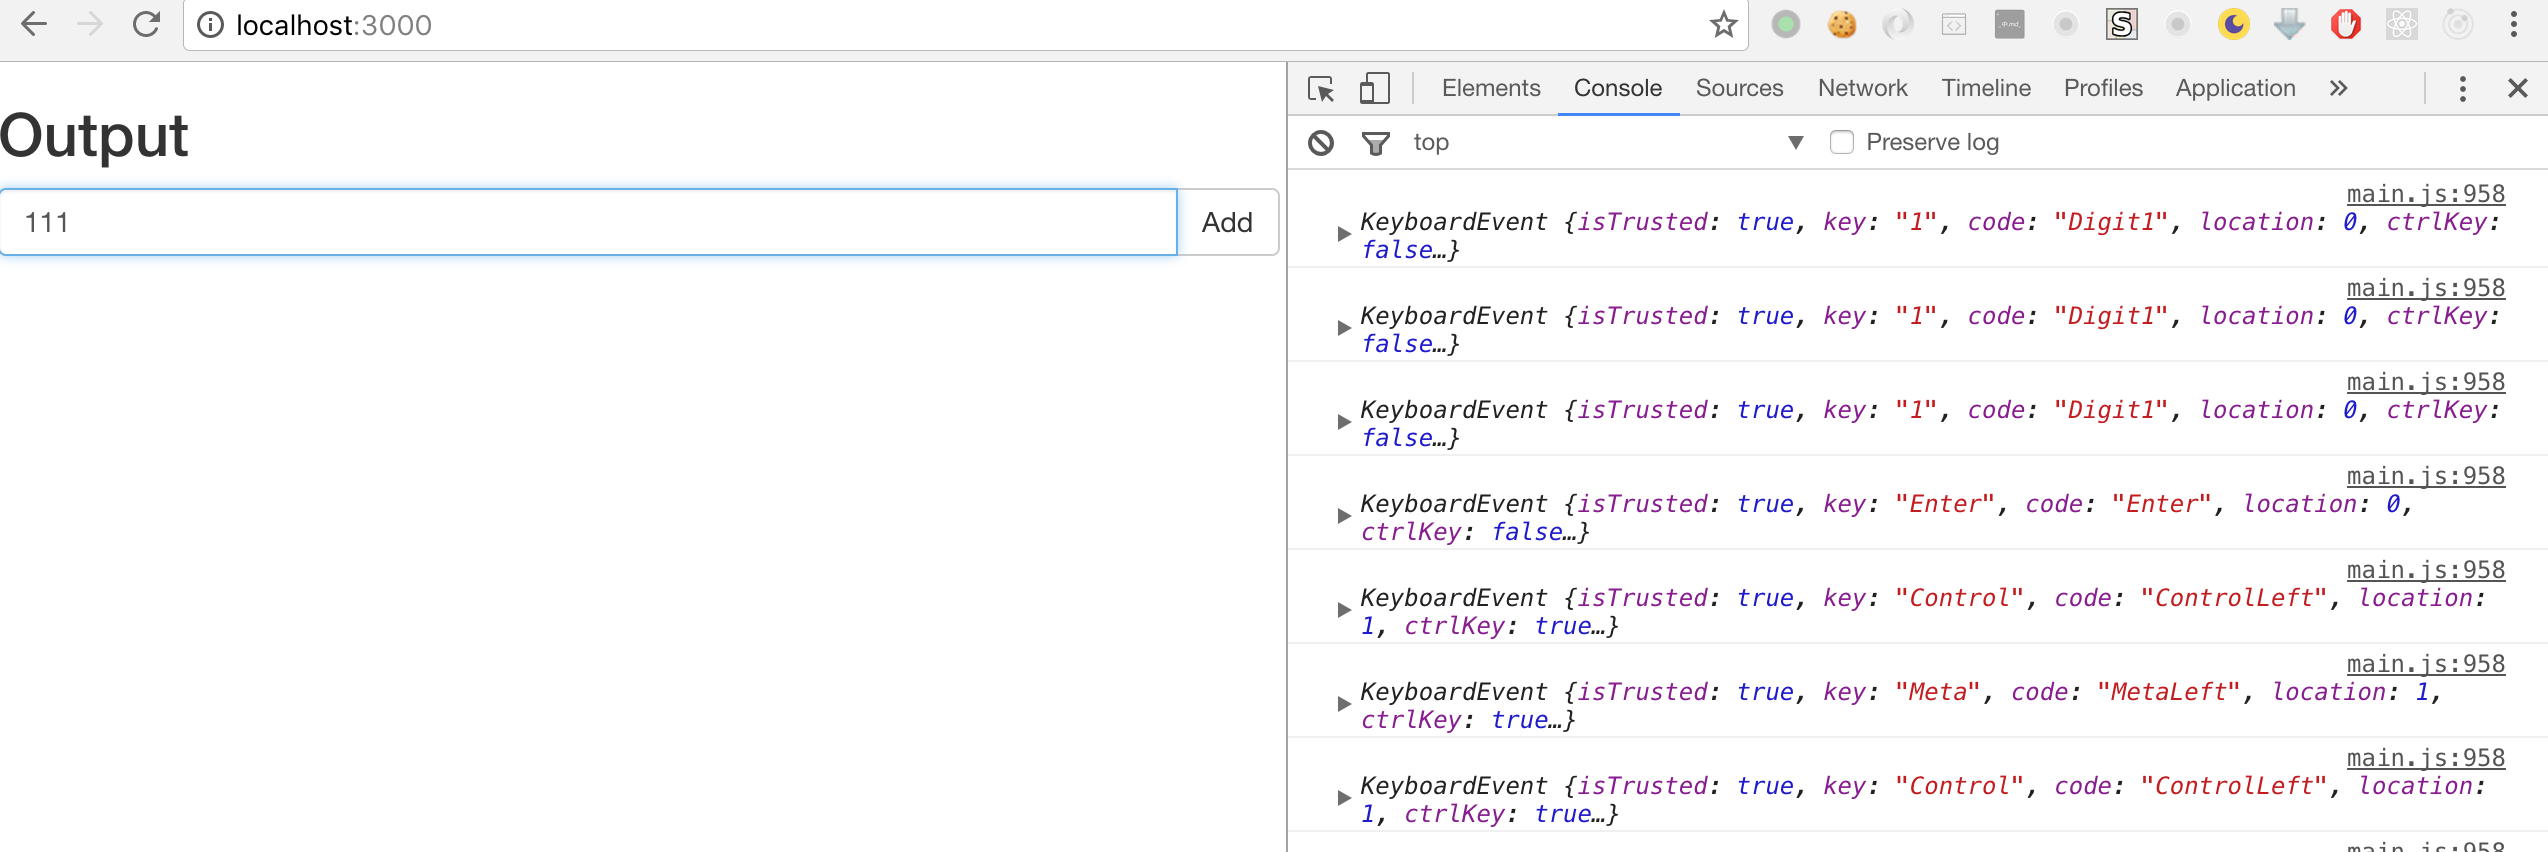 localhost:3000
Output
111
Add
Elements Console Sources Network Timeline Profiles Application »
top ▼ Preserve log
main.js:958
KeyboardEvent {isTrusted: true, key: "1", code: "Digit1", location: 0, ctrlKey:
false…}
main.js:958
KeyboardEvent {isTrusted: true, key: "1", code: "Digit1", location: 0, ctrlKey:
false…}
main.js:958
KeyboardEvent {isTrusted: true, key: "1", code: "Digit1", location: 0, ctrlKey:
false…}
main.js:958
KeyboardEvent {isTrusted: true, key: "Enter", code: "Enter", location: 0,
ctrlKey: false…}
main.js:958
KeyboardEvent {isTrusted: true, key: "Control", code: "ControlLeft", location:
1, ctrlKey: true…}
main.js:958
KeyboardEvent {isTrusted: true, key: "Meta", code: "MetaLeft", location: 1,
ctrlKey: true…}
main.js:958
KeyboardEvent {isTrusted: true, key: "Control", code: "ControlLeft", location:
1, ctrlKey: true…}
main.js:958